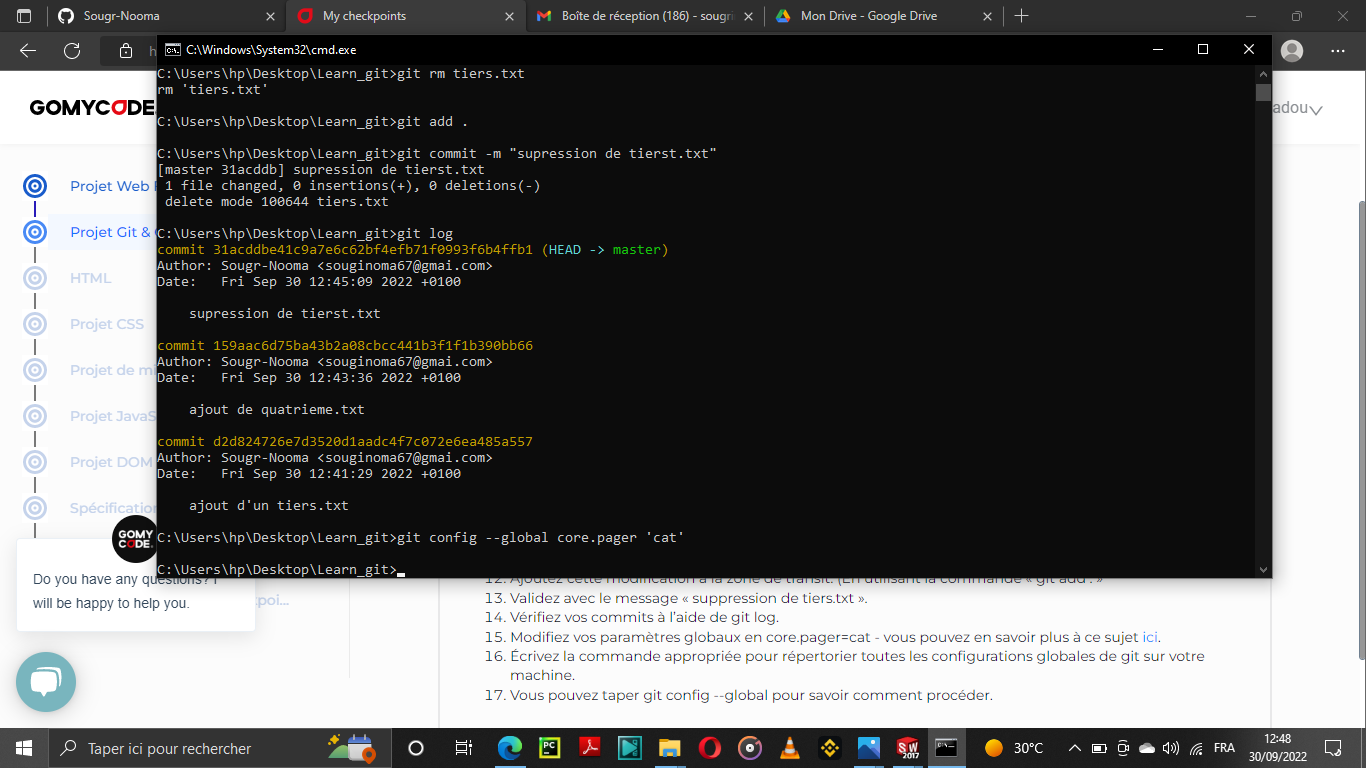 Sougr-Nooma
My checkpoints
Boîte de réception (186) - sougri
Mon Drive - Google Drive
C:\Windows\System32\cmd.exe
GOMYCODE
adou
C:\Users\hp\Desktop\Learn_git>git rm tiers.txt
rm 'tiers.txt'
C:\Users\hp\Desktop\Learn_git>git add .
C:\Users\hp\Desktop\Learn_git>git commit -m "supression de tierst.txt"
[master 31acddb] supression de tierst.txt
1 file changed, 0 insertions(+), 0 deletions(-)
delete mode 100644 tiers.txt
C:\Users\hp\Desktop\Learn_git>git log
commit 31acddbe41c9a7e6c62bf4efb71f0993f6b4ffb1 (HEAD -> master)
Author: Sougr-Nooma <souginoma67@gmai.com>
Date:   Fri Sep 30 12:45:09 2022 +0100
supression de tierst.txt
commit 159aac6d75ba43b2a08cbcc441b3f1f1b390bb66
Author: Sougr-Nooma <souginoma67@gmai.com>
Date:   Fri Sep 30 12:43:36 2022 +0100
ajout de quatrieme.txt
commit d2d824726e7d3520d1aadc4f7c072e6ea485a557
Author: Sougr-Nooma <souginoma67@gmai.com>
Date:   Fri Sep 30 12:41:29 2022 +0100
ajout d'un tiers.txt
C:\Users\hp\Desktop\Learn_git>git config --global core.pager 'cat'
C:\Users\hp\Desktop\Learn_git>
Projet Web
Projet Git &
HTML
Projet CSS
Projet de m
Projet JavaS
Projet DOM
Spécification
GOMY
CODE.
Do you have any questions? I
will be happy to help you.
kpoi...
12. Ajoutez cette modification à la zone de transit. (En utilisant la commande « git add . »
13. Validez avec le message « suppression de tiers.txt ».
14. Vérifiez vos commits à l'aide de git log.
15. Modifiez vos paramètres globaux en core.pager=cat - vous pouvez en savoir plus à ce sujet ici.
16. Écrivez la commande appropriée pour répertorier toutes les configurations globales de git sur votre
machine.
17. Vous pouvez taper git config --global pour savoir comment procéder.
Taper ici pour rechercher
PC
SW
2017
30°C
FRA
12:48
30/09/2022